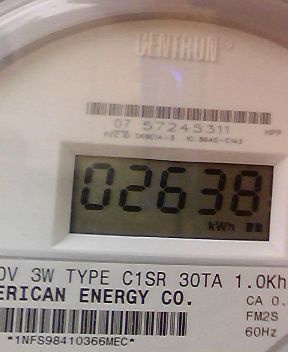 CENTRON
07 57245311 HPP
02638
kWh
0V 3W TYPE C1SR 30TA 1.0Kh
ERICAN ENERGY CO. CA 0.
FM2S
60Hz
*1NFS98410366MEC*